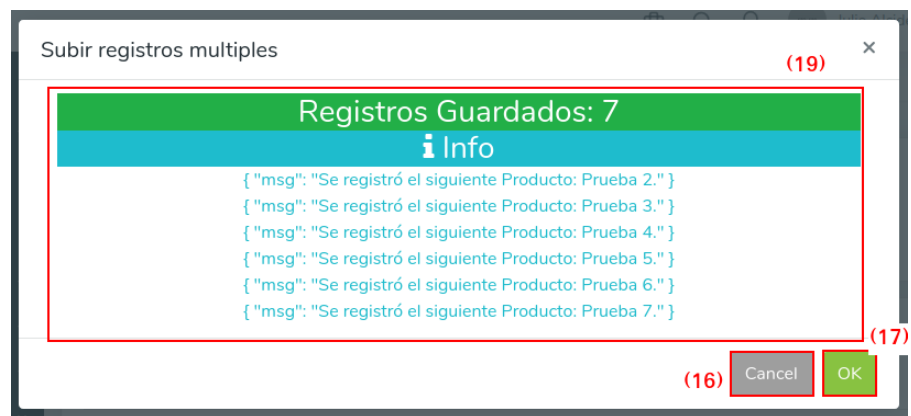 Subir registros multiples ×
(19)
Registros Guardados: 7
Info
{ "msg": "Se registró el siguiente Producto: Prueba 2." }
{ "msg": "Se registró el siguiente Producto: Prueba 3." }
{ "msg": "Se registró el siguiente Producto: Prueba 4." }
{ "msg": "Se registró el siguiente Producto: Prueba 5." }
{ "msg": "Se registró el siguiente Producto: Prueba 6." }
{ "msg": "Se registró el siguiente Producto: Prueba 7." }
(17)
(16) Cancel OK